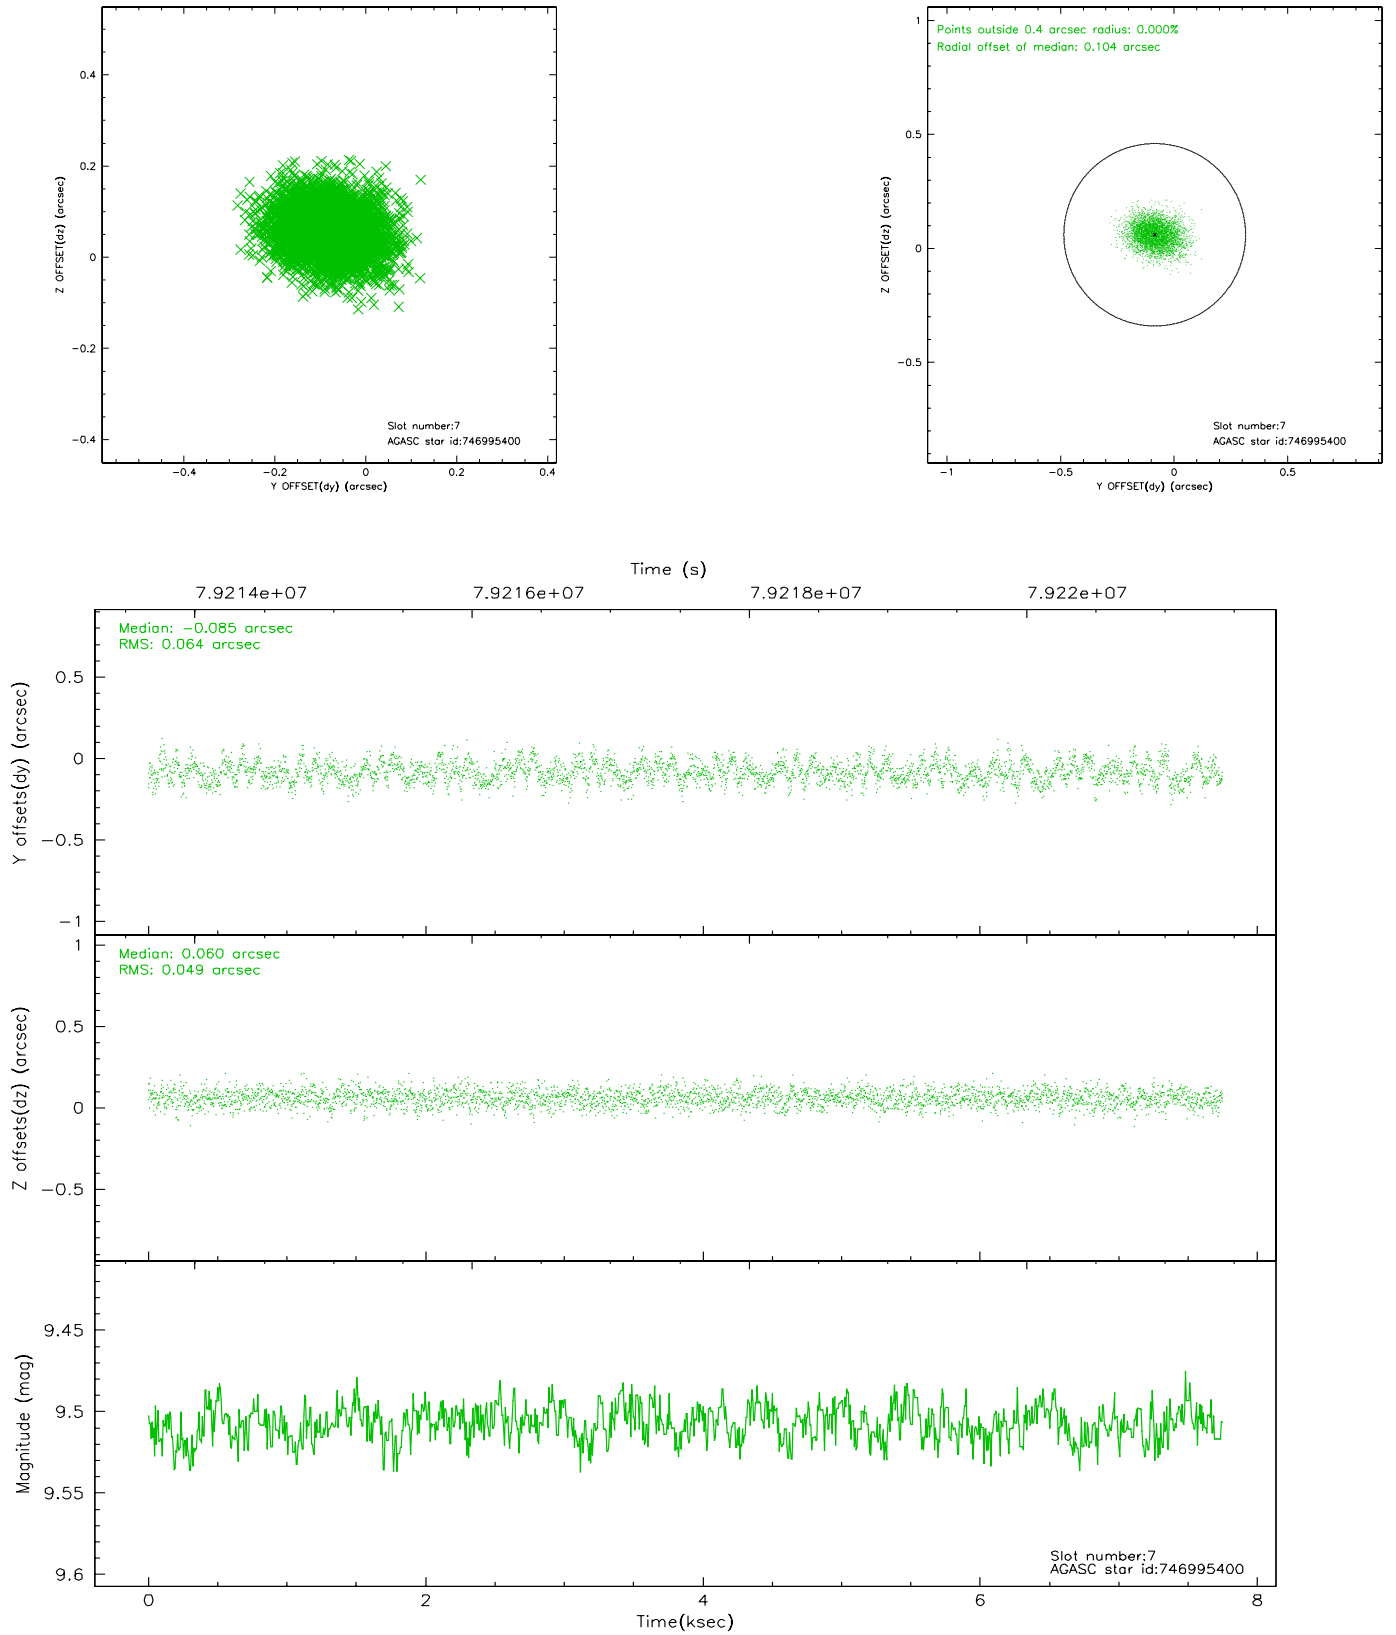 0.4
0.2
0
−0.2
−0.4
Z OFFSET(dz) (arcsec)
Slot number:7
AGASC star id:746995400
−0.4 −0.2 0 0.2 0.4
Y OFFSET(dy) (arcsec)
Points outside 0.4 arcsec radius: 0.000%
Radial offset of median: 0.104 arcsec
1
0.5
0
−0.5
Z OFFSET(dz) (arcsec)
Slot number:7
AGASC star id:746995400
−1 −0.5 0 0.5
Y OFFSET(dy) (arcsec)
Time (s)
7.9214e+07 7.9216e+07 7.9218e+07 7.922e+07
Median: −0.085 arcsec
RMS: 0.064 arcsec
0.5
0
−0.5
−1
Y offsets(dy) (arcsec)
Median: 0.060 arcsec
RMS: 0.049 arcsec
1
0.5
0
−0.5
Z offsets(dz) (arcsec)
9.45
9.5
9.55
9.6
Magnitude (mag)
Slot number:7
AGASC star id:746995400
0 2 4 6 8
Time(ksec)